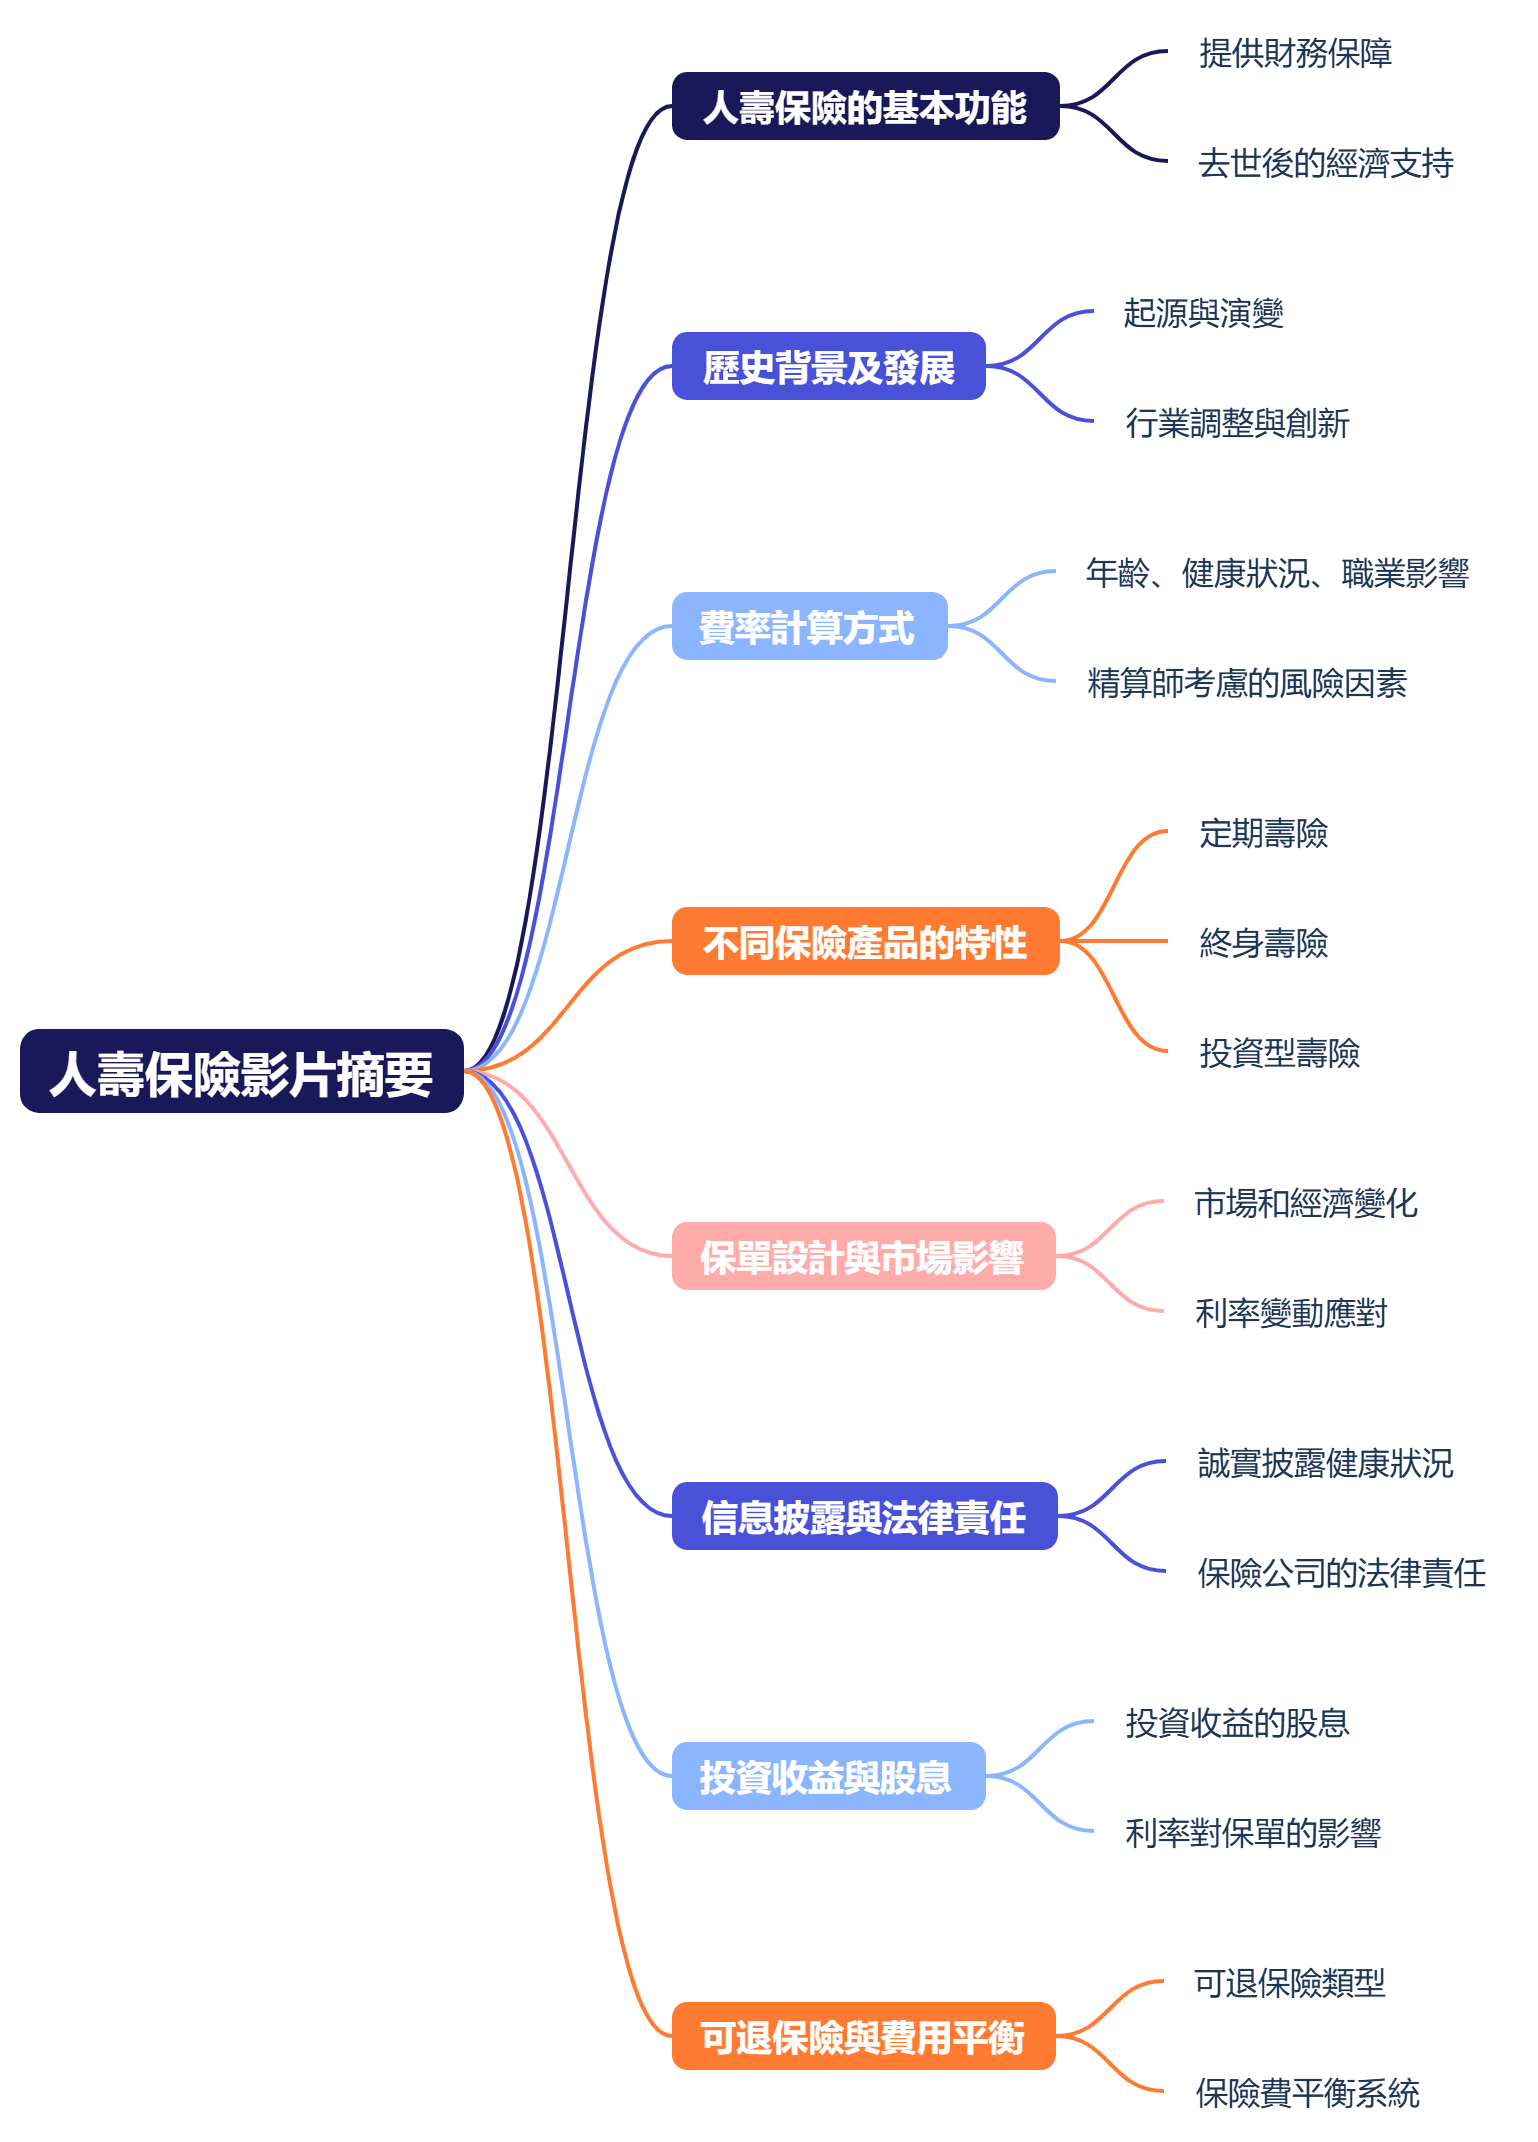 人壽保險影片摘要
人壽保險的基本功能
提供財務保障
去世後的經濟支持
歷史背景及發展
起源與演變
行業調整與創新
費率計算方式
年齡、健康狀況、職業影響
精算師考慮的風險因素
不同保險產品的特性
定期壽險
終身壽險
投資型壽險
保單設計與市場影響
市場和經濟變化
利率變動應對
信息披露與法律責任
誠實披露健康狀況
保險公司的法律責任
投資收益與股息
投資收益的股息
利率對保單的影響
可退保險與費用平衡
可退保險類型
保險費平衡系統